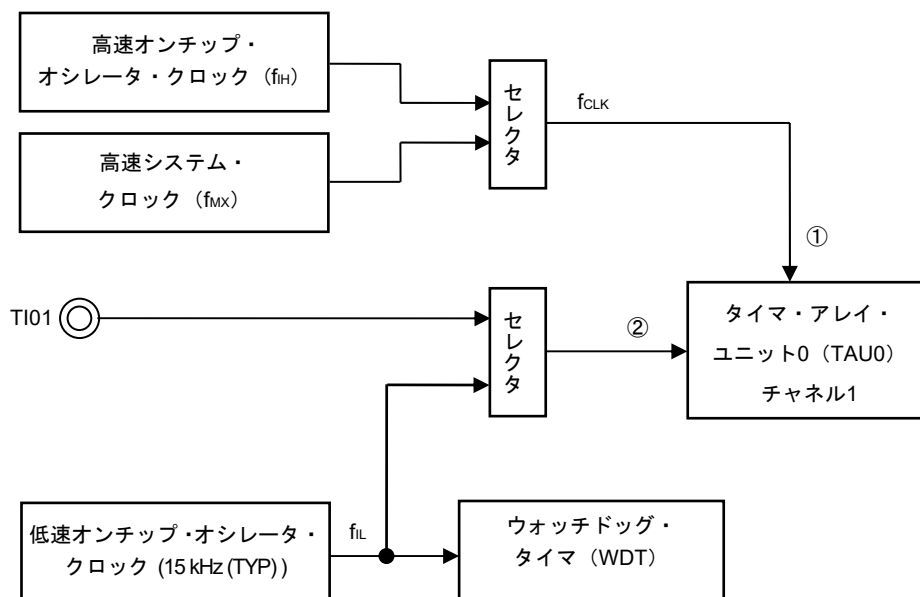 高速オンチップ・
オシレータ・クロック（fIH）
セレクタ
fCLK
高速システム・
クロック（fMX）
①
TI01
セレクタ
②
タイマ・アレイ・
ユニット0（TAU0）
チャネル1
低速オンチップ・オシレータ・
クロック (15 kHz (TYP) )
fIL
ウォッチドッグ・
タイマ（WDT）